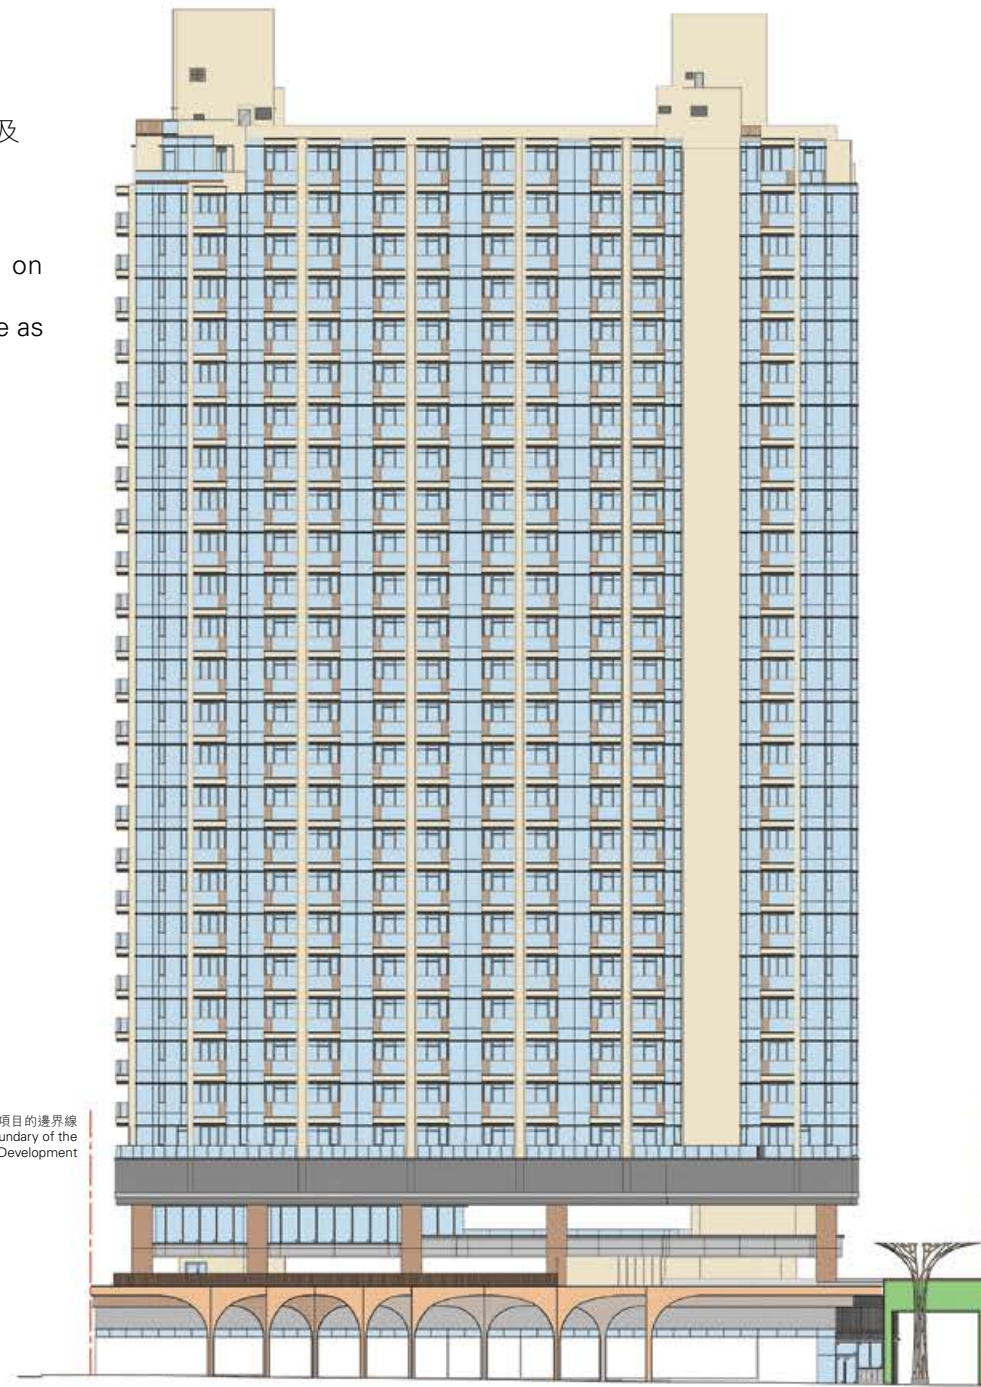 及
on
e as
項目的邊界線
undary of the
Development